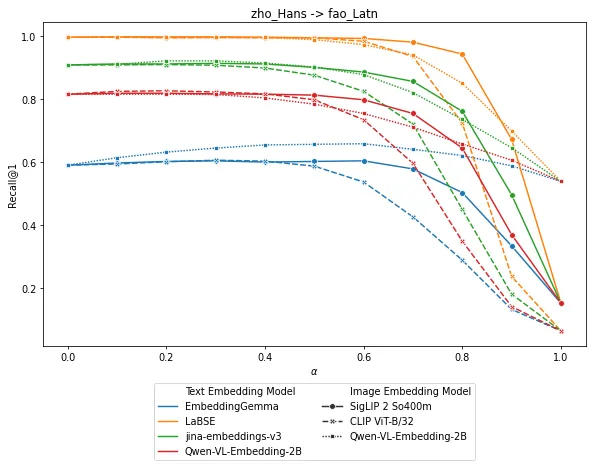 zho_Hans -> fao_Latn
Recall@1
1.0
0.8
0.6
0.4
0.2
0.0 0.2 0.4 0.6 0.8 1.0
α
Text Embedding Model
EmbeddingGemma
LaBSE
jina-embeddings-v3
Qwen-VL-Embedding-2B
Image Embedding Model
SigLIP 2 So400m
CLIP ViT-B/32
Qwen-VL-Embedding-2B